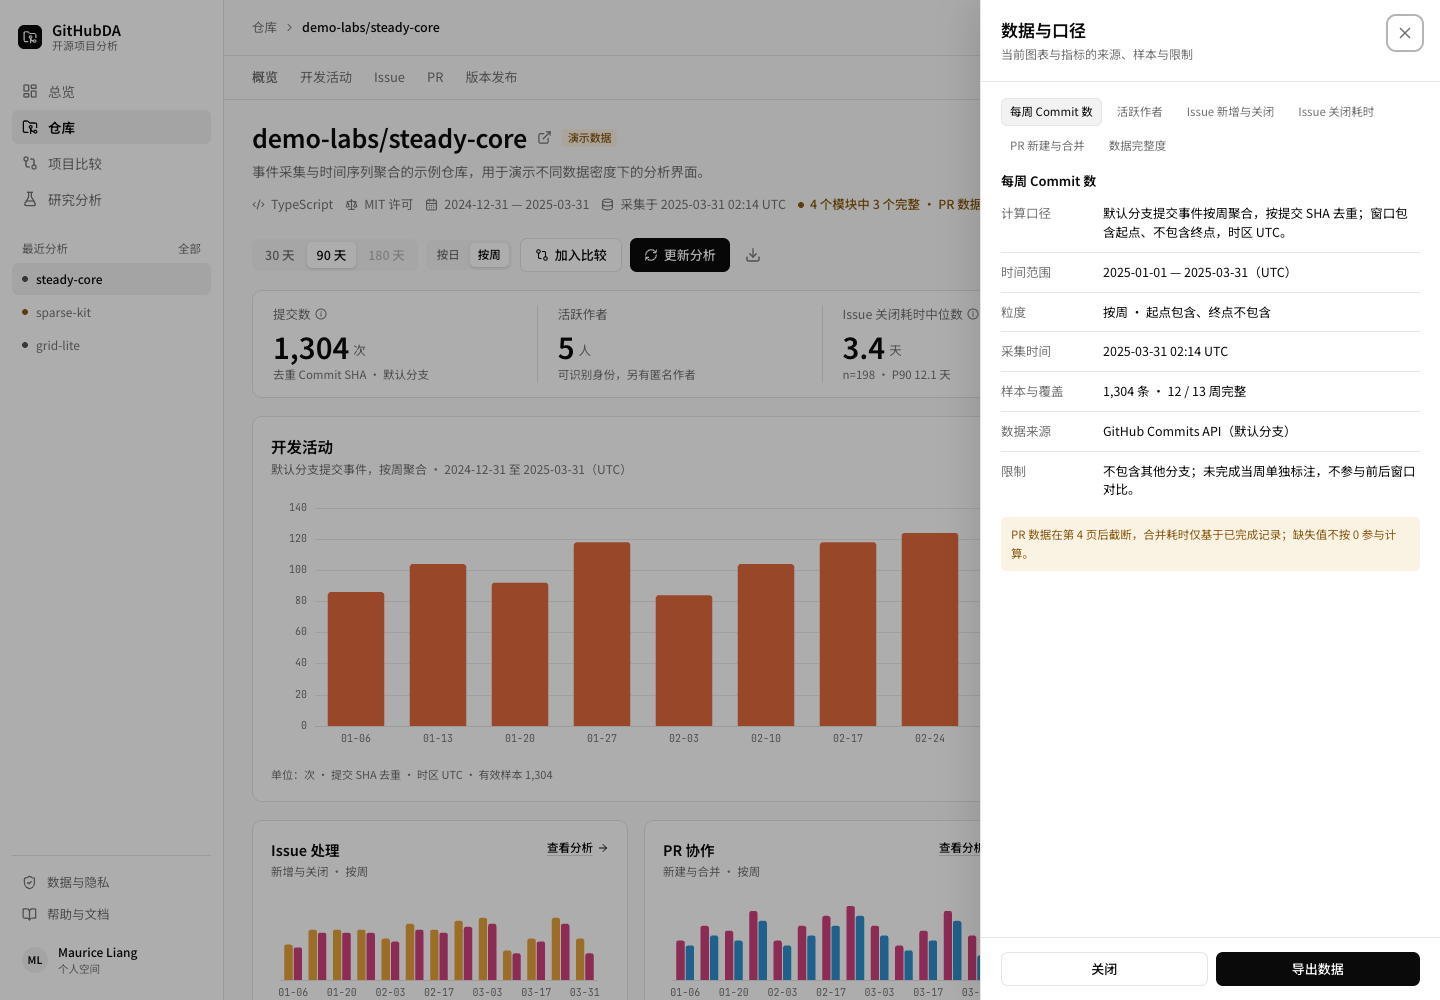 GitHubDA
开源项目分析
总览
仓库
项目比较
研究分析
最近分析 全部
steady-core
sparse-kit
grid-lite
数据与隐私
帮助与文档
ML
Maurice Liang
个人空间
仓库 > demo-labs/steady-core
概览 开发活动 Issue PR 版本发布
demo-labs/steady-core 演示数据
事件采集与时间序列聚合的示例仓库，用于演示不同数据密度下的分析界面。
TypeScript MIT 许可 2024-12-31 — 2025-03-31 采集于 2025-03-31 02:14 UTC 4 个模块中 3 个完整 · PR 数据
30 天 90 天 180 天 按日 按周 加入比较 更新分析
提交数
1,304 次
去重 Commit SHA · 默认分支
活跃作者
5 人
可识别身份，另有匿名作者
Issue 关闭耗时中位数
3.4 天
n=198 · P90 12.1 天
开发活动
默认分支提交事件，按周聚合 · 2024-12-31 至 2025-03-31（UTC）
140
120
100
80
60
40
20
0
01-06 01-13 01-20 01-27 02-03 02-10 02-17 02-24
单位：次 · 提交 SHA 去重 · 时区 UTC · 有效样本 1,304
Issue 处理 查看分析 →
新增与关闭 · 按周
01-06 01-20 02-03 02-17 03-03 03-17 03-31
PR 协作 查看分析
新建与合并 · 按周
01-06 01-20 02-03 02-17 03-03 03-17 03-
数据与口径
当前图表与指标的来源、样本与限制
每周 Commit 数 活跃作者 Issue 新增与关闭 Issue 关闭耗时
PR 新建与合并 数据完整度
每周 Commit 数
计算口径 默认分支提交事件按周聚合，按提交 SHA 去重；窗口包
含起点、不包含终点，时区 UTC。
时间范围 2025-01-01 — 2025-03-31（UTC）
粒度 按周 · 起点包含、终点不包含
采集时间 2025-03-31 02:14 UTC
样本与覆盖 1,304 条 · 12 / 13 周完整
数据来源 GitHub Commits API（默认分支）
限制 不包含其他分支；未完成当周单独标注，不参与前后窗口
对比。
PR 数据在第 4 页后截断，合并耗时仅基于已完成记录；缺失值不按 0 参与计
算。
关闭 导出数据